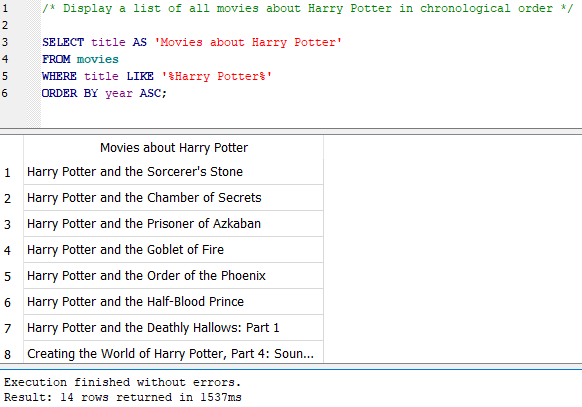 1 /* Display a list of all movies about Harry Potter in chronological order */
2
3 SELECT title AS 'Movies about Harry Potter'
4 FROM movies
5 WHERE title LIKE '%Harry Potter%'
6 ORDER BY year ASC;
Movies about Harry Potter
1 Harry Potter and the Sorcerer's Stone
2 Harry Potter and the Chamber of Secrets
3 Harry Potter and the Prisoner of Azkaban
4 Harry Potter and the Goblet of Fire
5 Harry Potter and the Order of the Phoenix
6 Harry Potter and the Half-Blood Prince
7 Harry Potter and the Deathly Hallows: Part 1
8 Creating the World of Harry Potter, Part 4: Soun...
Execution finished without errors.
Result: 14 rows returned in 1537ms